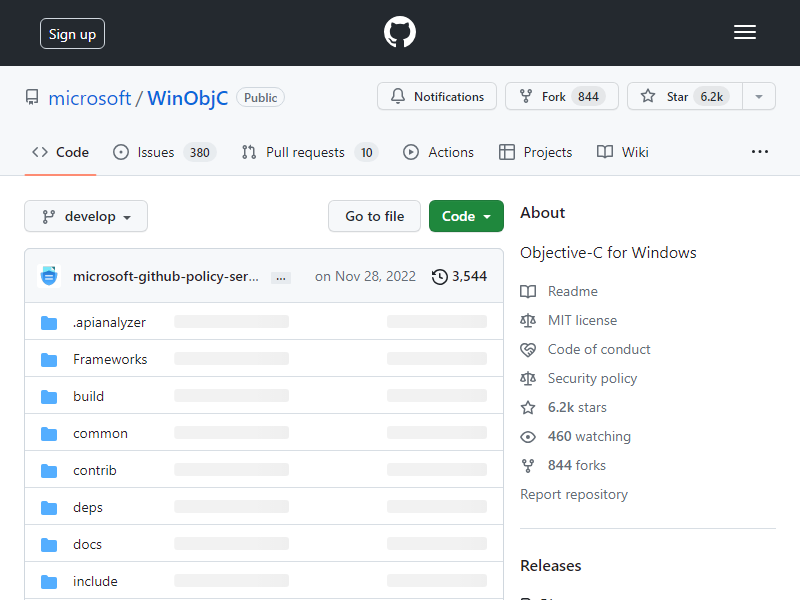 Sign up
microsoft / WinObjC Public
Notifications Fork 844 Star 6.2k
Code Issues 380 Pull requests 10 Actions Projects Wiki
develop Go to file Code
microsoft-github-policy-ser... ... on Nov 28, 2022 3,544
.apianalyzer
Frameworks
build
common
contrib
deps
docs
include
About
Objective-C for Windows
Readme
MIT license
Code of conduct
Security policy
6.2k stars
460 watching
844 forks
Report repository
Releases